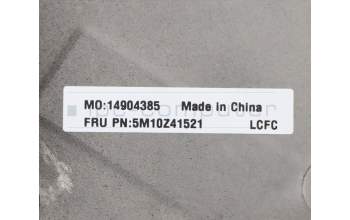 MO:14904385 Made in China
FRU PN:5M10Z41521 LCFC